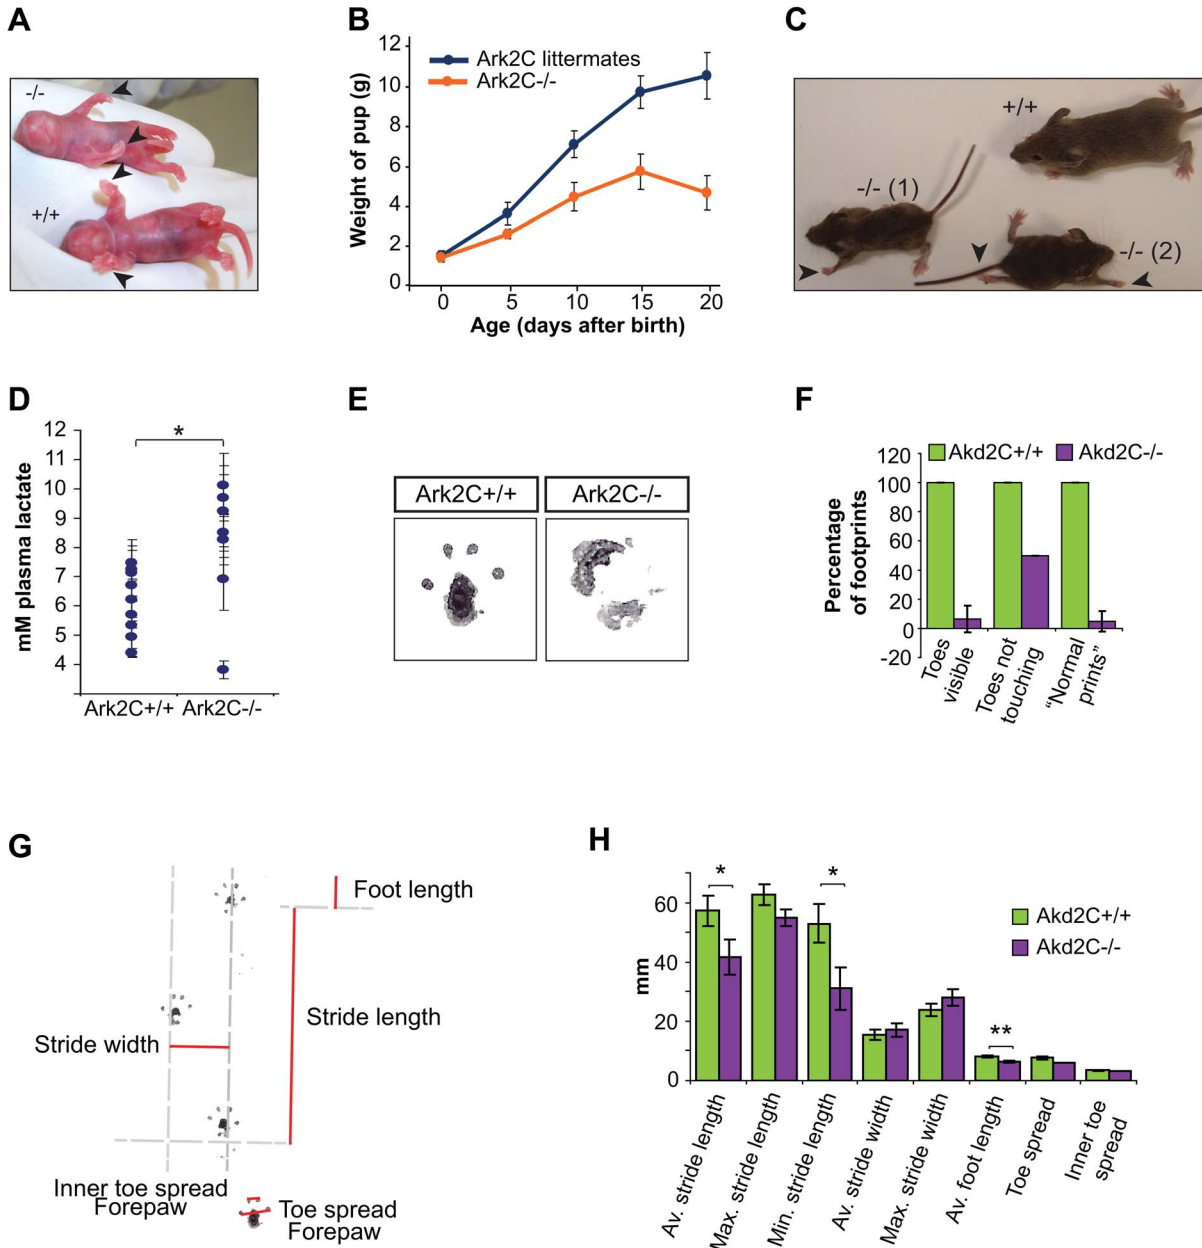 A
-/-
+/+
B
Ark2C littermates
Ark2C-/-
Weight of pup (g)
12
10
8
6
4
2
0
0 5 10 15 20
Age (days after birth)
C
+/+
-/- (1)
-/- (2)
D
*
mM plasma lactate
12
11
10
9
8
7
6
5
4
Ark2C+/+ Ark2C-/-
E
Ark2C+/+ Ark2C-/-
F
Akd2C+/+ Akd2C-/-
Percentage
of footprints
120
100
80
60
40
20
0
-20
Toes
visible
Toes not
touching
“Normal
prints”
G
Foot length
Stride length
Stride width
Inner toe spread
Forepaw
Toe spread
Forepaw
H
* * **
Akd2C+/+
Akd2C-/-
mm
60
40
20
0
Av. stride length
Max. stride length
Min. stride length
Av. stride width
Max. stride width
Av. foot length
Toe spread
Inner toe
spread